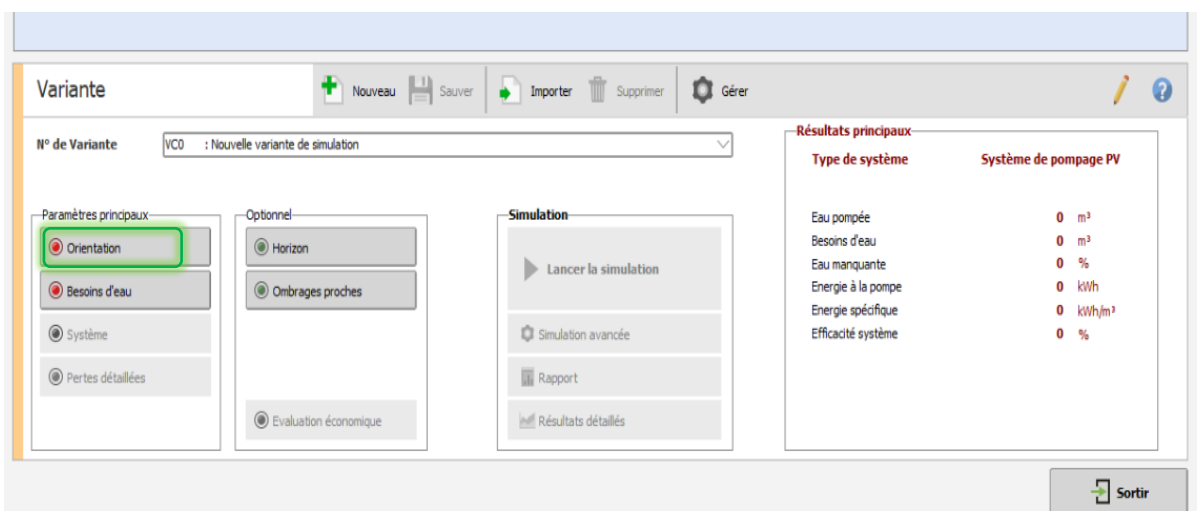 Variante
Nouveau
Sauver
Importer
Supprimer
Gérer
N° de Variante
VC0 : Nouvelle variante de simulation
Paramètres principaux
Orientation
Besoins d'eau
Système
Pertes détaillées
Optionnel
Horizon
Ombrages proches
Evaluation économique
Simulation
Lancer la simulation
Simulation avancée
Rapport
Résultats détaillés
Résultats principaux
Type de système Système de pompage PV
Eau pompée 0 m³
Besoins d'eau 0 m³
Eau manquante 0 %
Energie à la pompe 0 kWh
Energie spécifique 0 kWh/m³
Efficacité système 0 %
Sortir